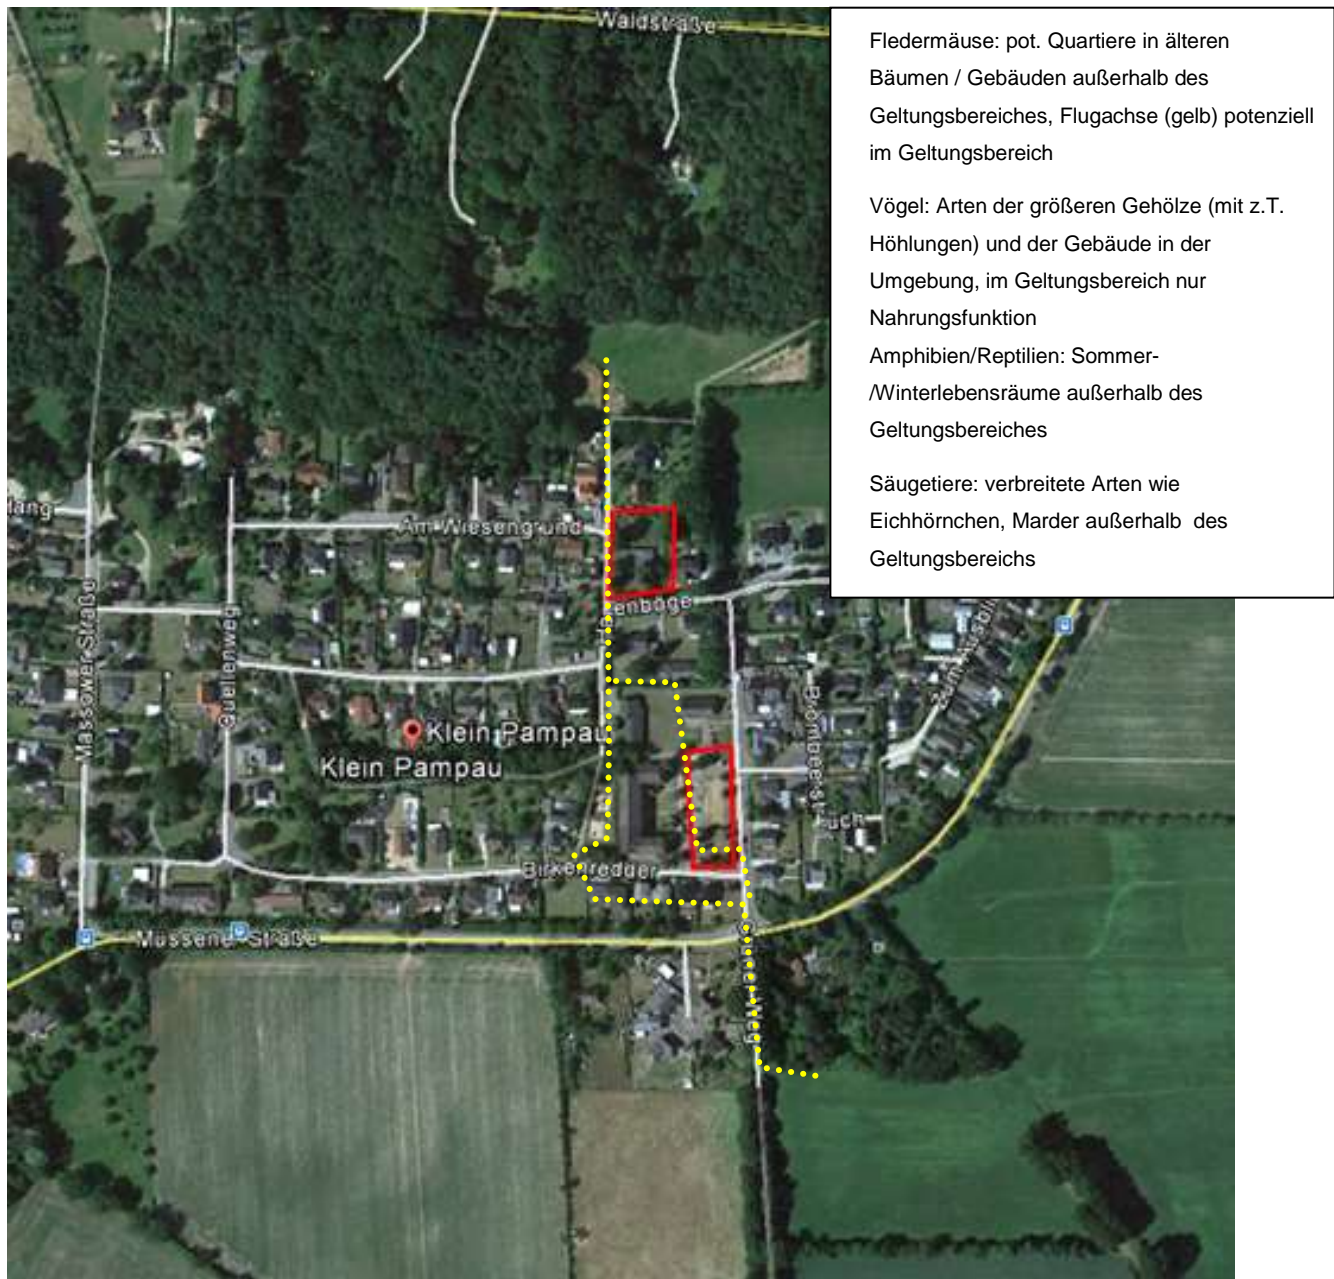 Waldstraße
Fledermäuse: pot. Quartiere in älteren
Bäumen / Gebäuden außerhalb des
Geltungsbereiches, Flugachse (gelb) potenziell
im Geltungsbereich
Vögel: Arten der größeren Gehölze (mit z.T.
Höhlungen) und der Gebäude in der
Umgebung, im Geltungsbereich nur
Nahrungsfunktion
Amphibien/Reptilien: Sommer-
/Winterlebensräume außerhalb des
Geltungsbereiches
Säugetiere: verbreitete Arten wie
Eichhörnchen, Marder außerhalb des
Geltungsbereichs
Am Wiesengrund
Massower Straße
Quellenweg
Klein Pampau
Klein Pampau
Birkenredder
Müssener Straße